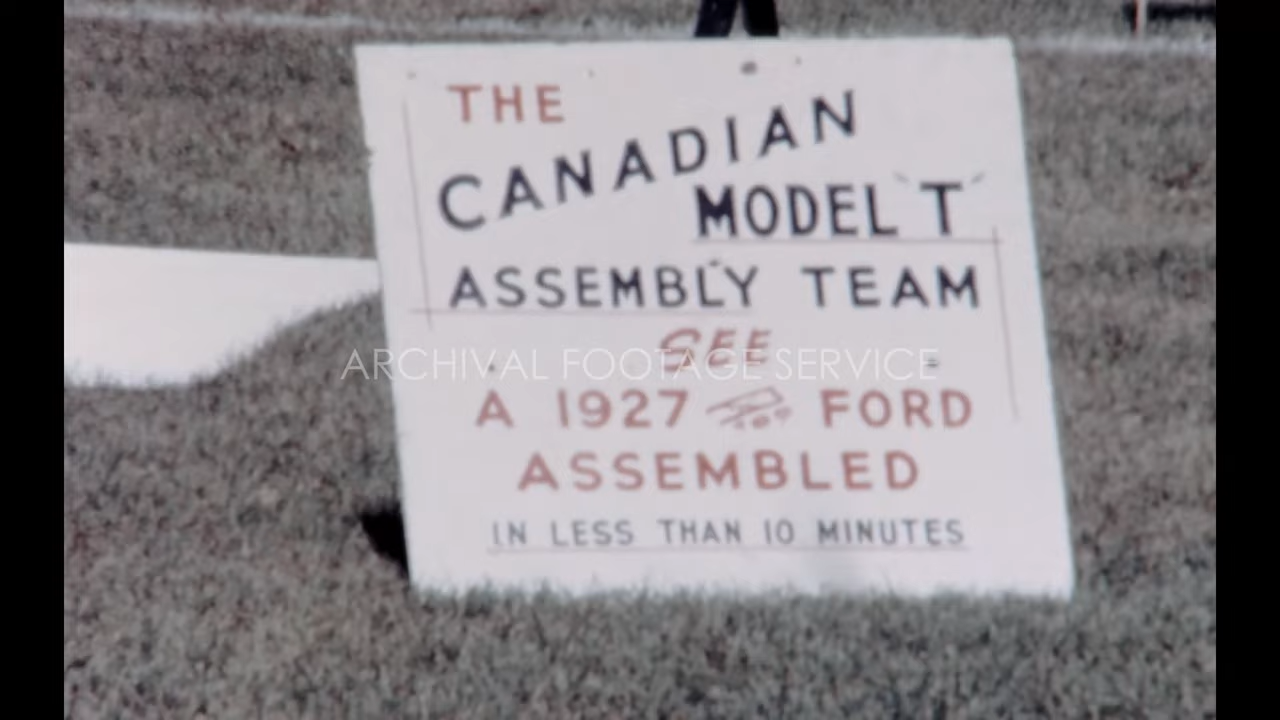 THE
CANADIAN
MODEL 'T'
ASSEMBLY TEAM
SEE
ARCHIVAL FOOTAGE SERVICE
A 1927 FORD
ASSEMBLED
IN LESS THAN 10 MINUTES